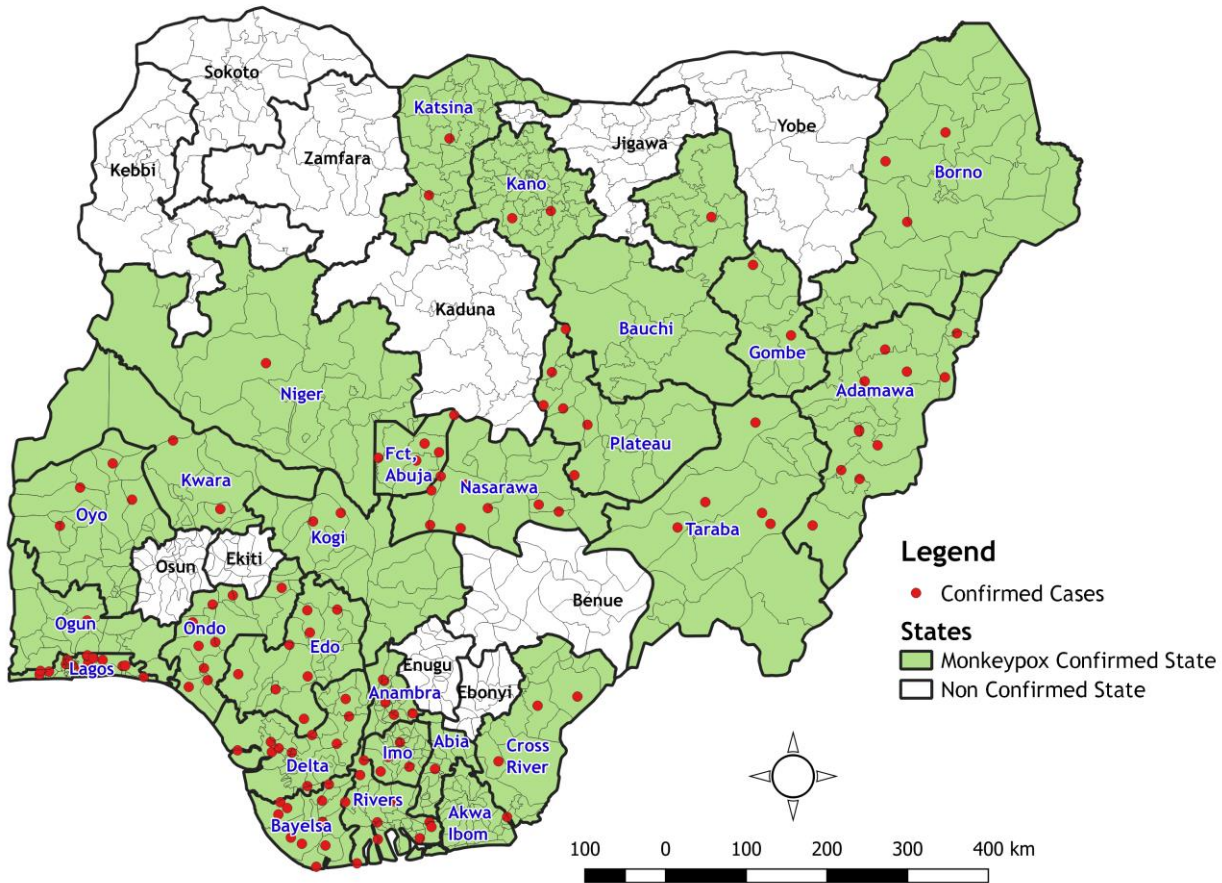 Sokoto
Katsina
Kebbi
Zamfara
Kano
Jigawa
Yobe
Borno
Kaduna
Bauchi
Gombe
Adamawa
Niger
Plateau
Fct,
Abuja
Nasarawa
Taraba
Kwara
Oyo
Kogi
Osun
Ekiti
Benue
Ogun
Ondo
Edo
Lagos
Enugu
Anambra
Ebonyi
Delta
Imo
Abia
Cross
River
Bayelsa
Rivers
Akwa
Ibom
Legend
Confirmed Cases
States
Monkeypox Confirmed State
Non Confirmed State
100 0 100 200 300 400 km